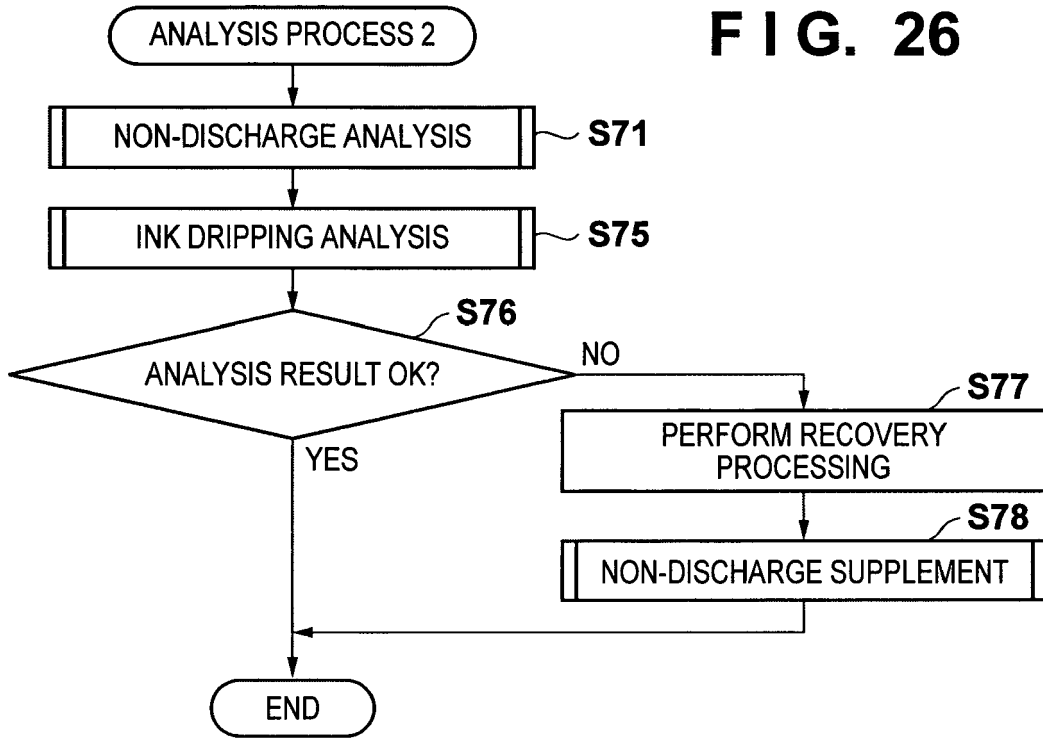 FIG. 26
ANALYSIS PROCESS 2
NON-DISCHARGE ANALYSIS
S71
INK DRIPPING ANALYSIS
S75
S76
ANALYSIS RESULT OK?
NO
YES
S77
PERFORM RECOVERY
PROCESSING
S78
NON-DISCHARGE SUPPLEMENT
END